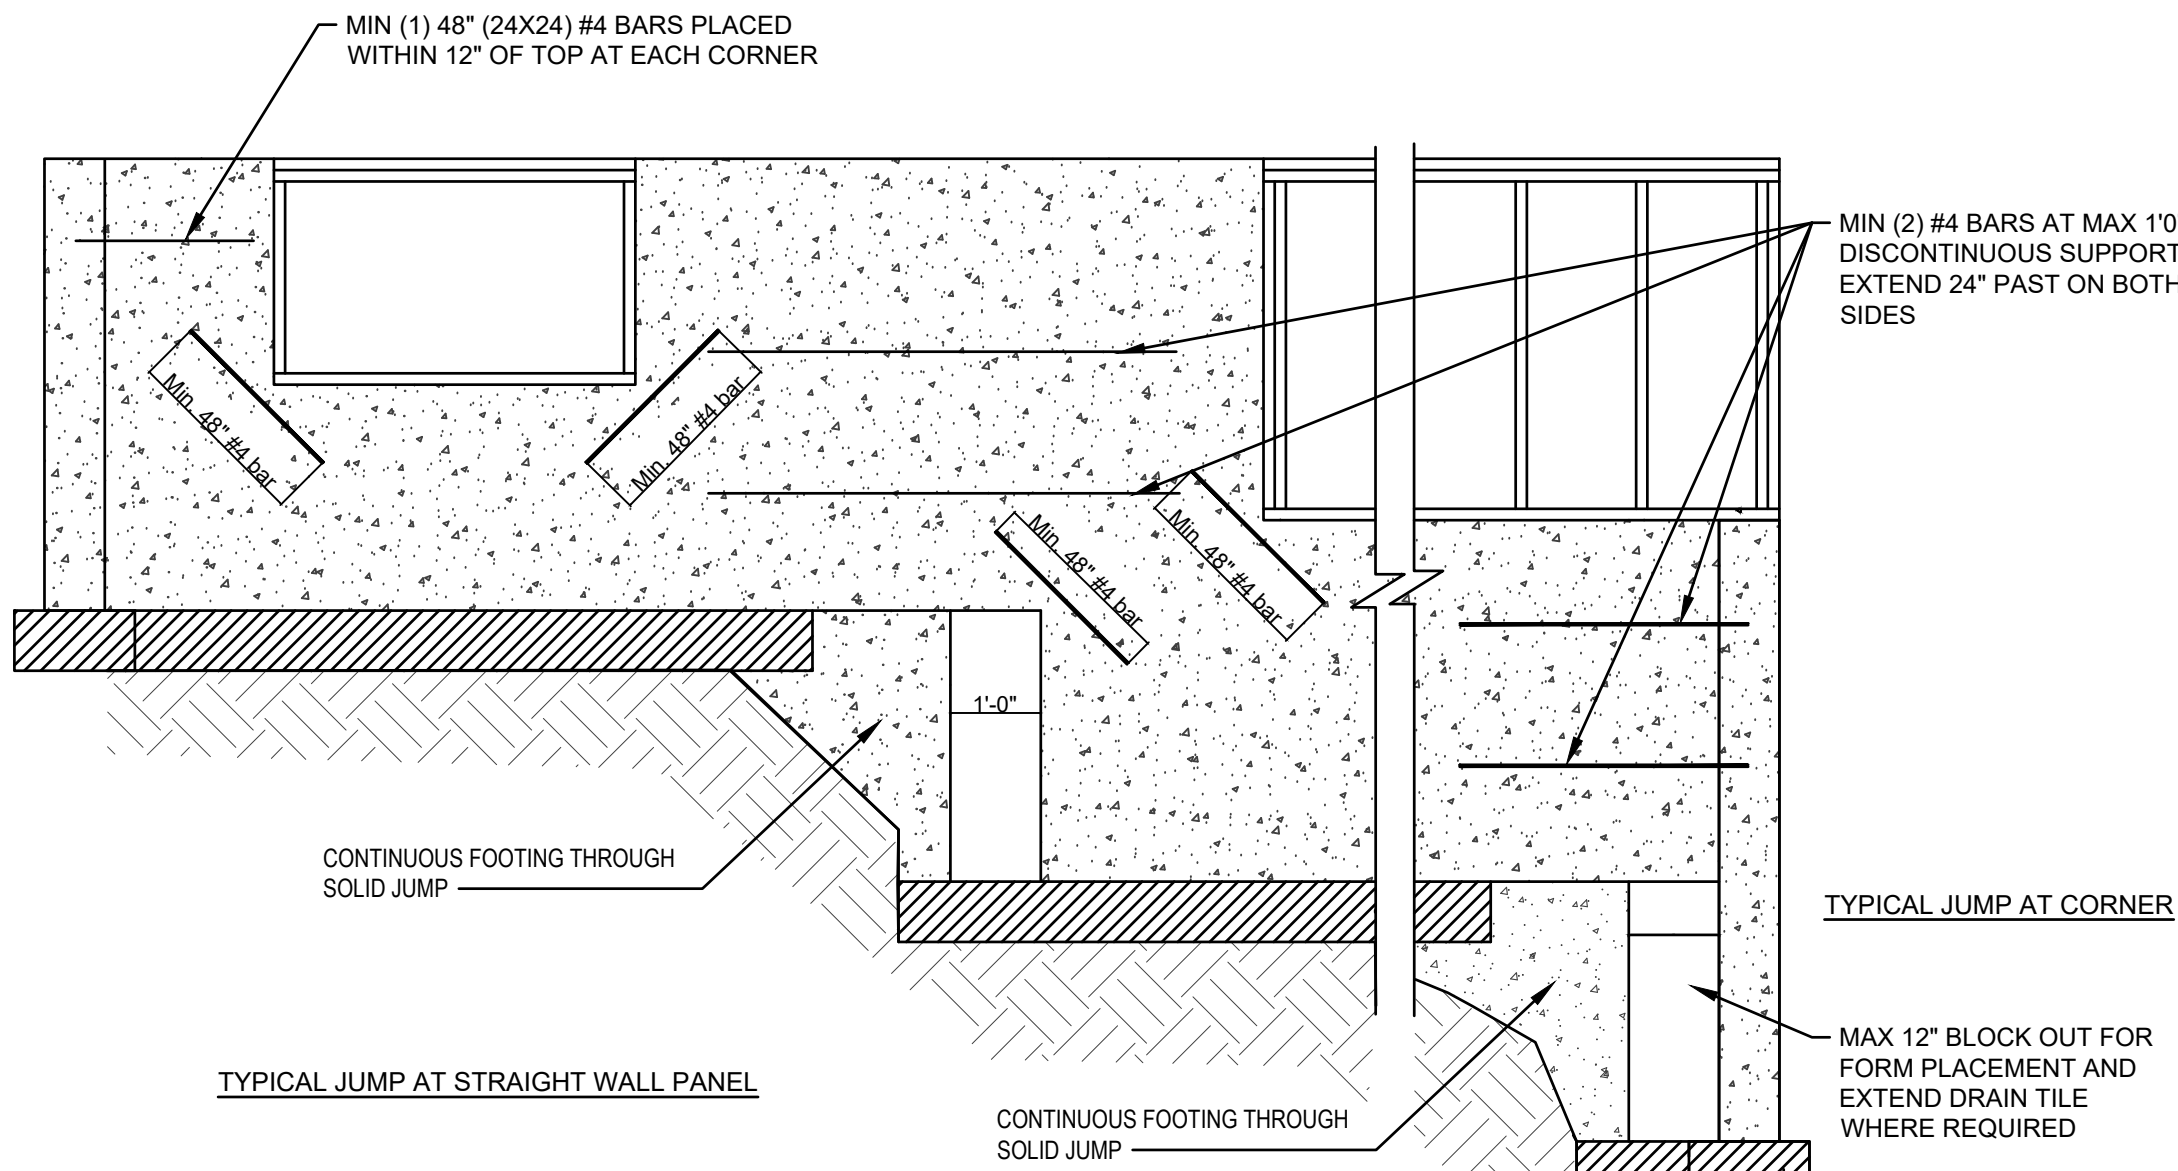 MIN (1) 48" (24X24) #4 BARS PLACED
WITHIN 12" OF TOP AT EACH CORNER
MIN (2) #4 BARS AT MAX 1'0
DISCONTINUOUS SUPPORT
EXTEND 24" PAST ON BOTH
SIDES
Min. 48" #4 bar
Min. 48" #4 bar
Min. 48" #4 bar
Min. 48" #4 bar
1'-0"
CONTINUOUS FOOTING THROUGH
SOLID JUMP
TYPICAL JUMP AT CORNER
MAX 12" BLOCK OUT FOR
FORM PLACEMENT AND
EXTEND DRAIN TILE
WHERE REQUIRED
TYPICAL JUMP AT STRAIGHT WALL PANEL
CONTINUOUS FOOTING THROUGH
SOLID JUMP